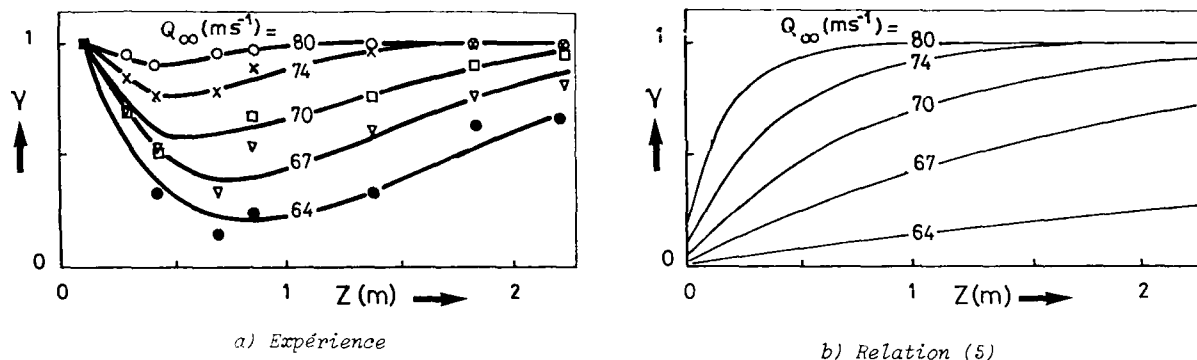 Q∞ (ms⁻¹) =
80
74
70
67
64
1
γ
0
0
1
2
Z (m)
a) Expérience
Q∞ (ms⁻¹) =
80
74
70
67
64
1
γ
0
0
1
2
Z(m)
b) Relation (5)